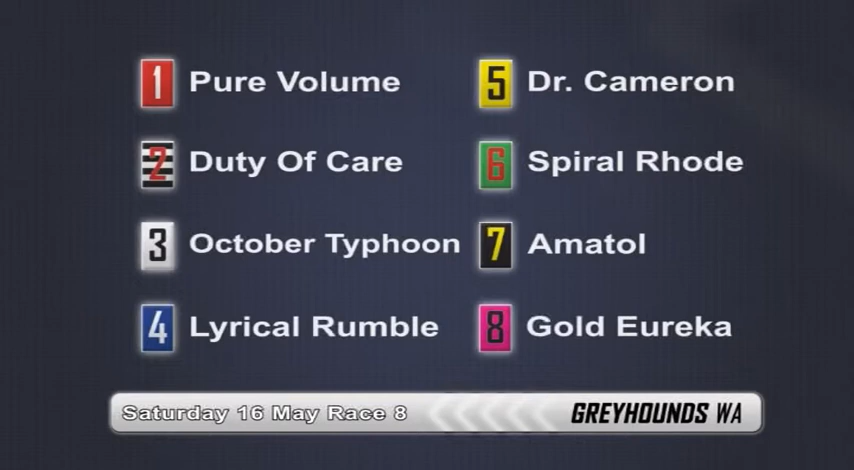 1 Pure Volume
2 Duty Of Care
3 October Typhoon
4 Lyrical Rumble
5 Dr. Cameron
6 Spiral Rhode
7 Amatol
8 Gold Eureka
Saturday 16 May Race 8
GREYHOUNDS WA